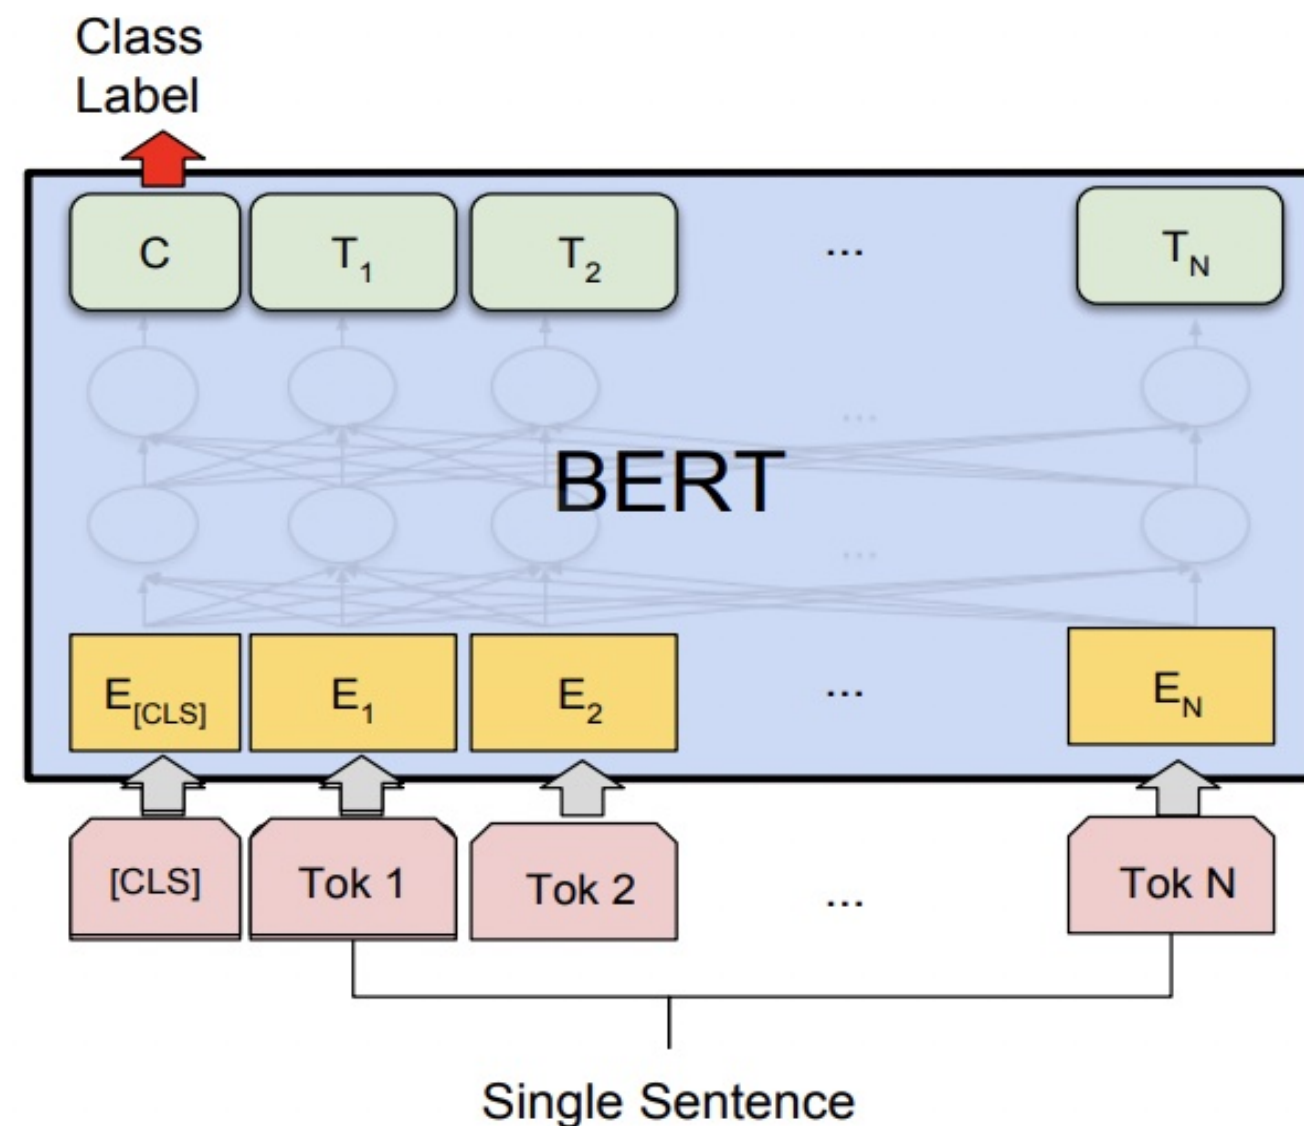 Class
Label
C T1 T2 ... TN
...
BERT
...
E[CLS] E1 E2 ... EN
[CLS] Tok 1 Tok 2 ... Tok N
Single Sentence